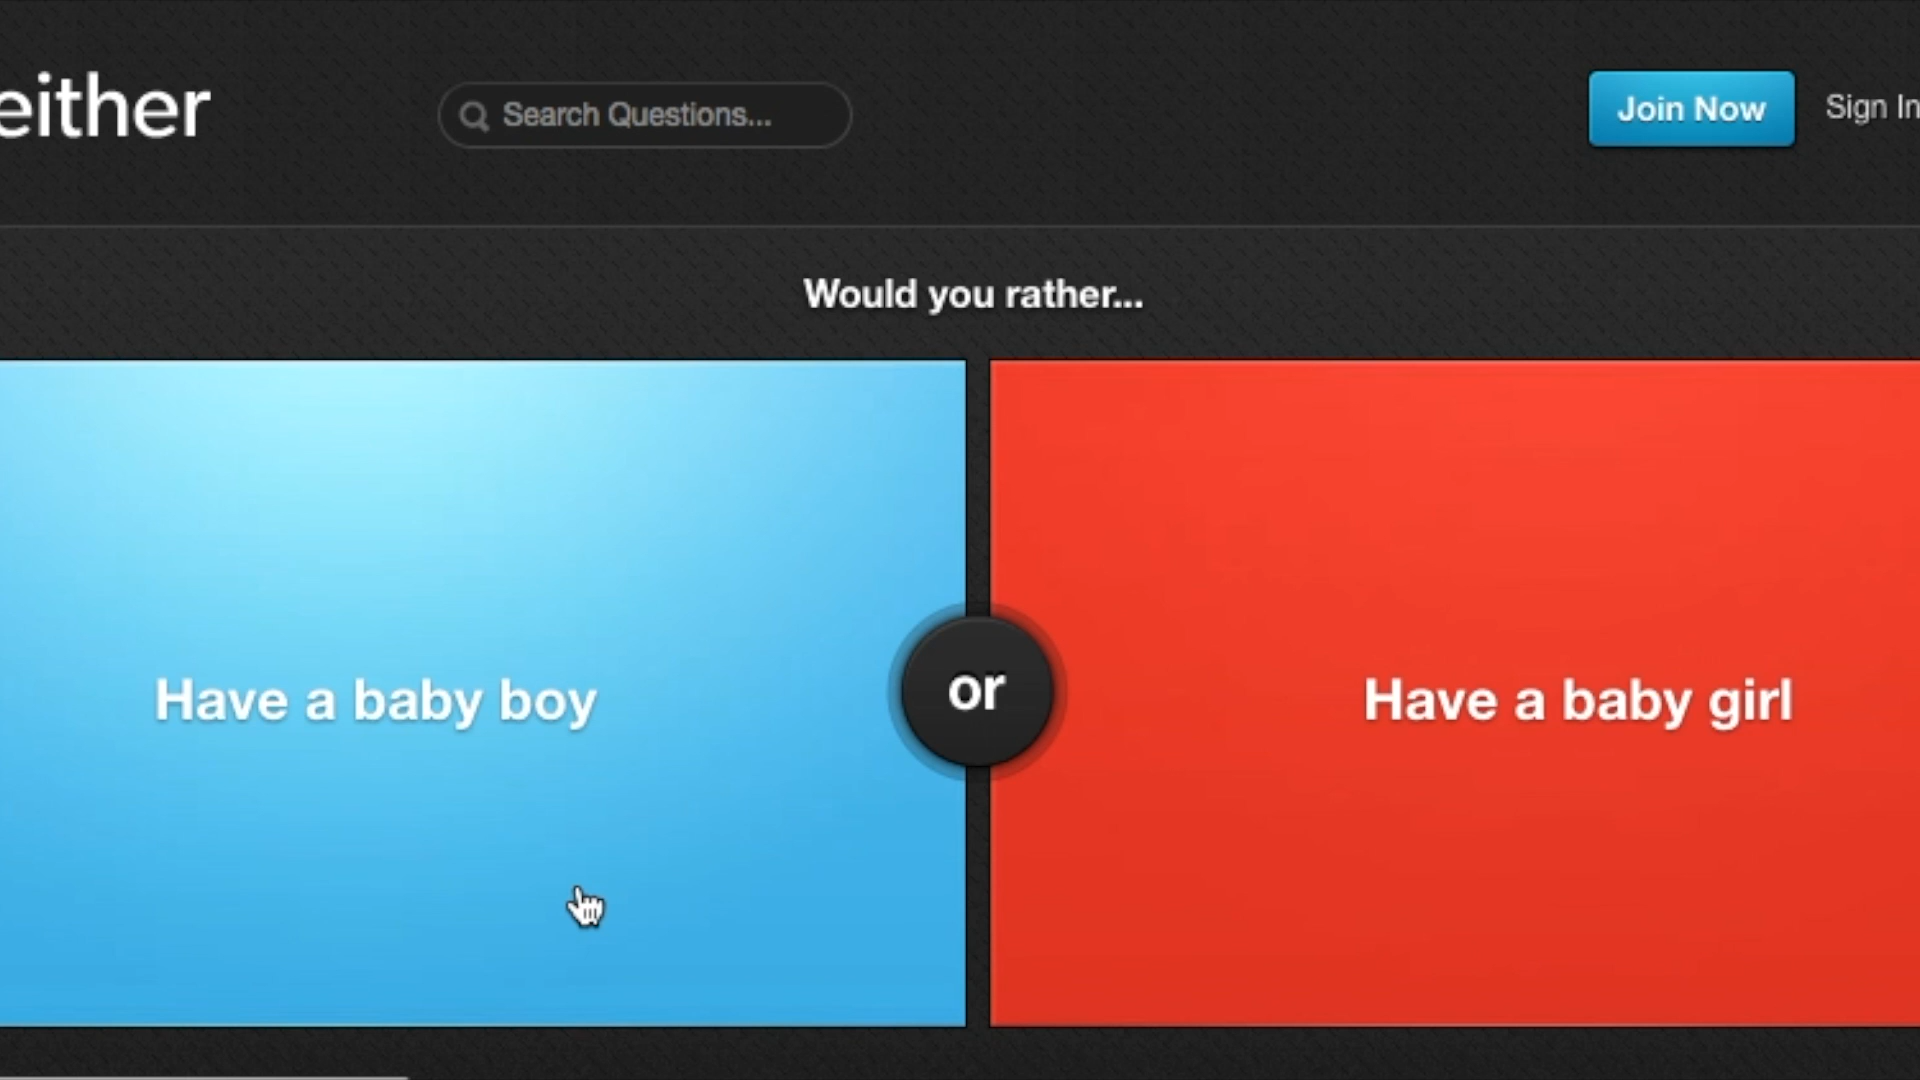 either
Search Questions...
Join Now
Sign In
Would you rather...
Have a baby boy
or
Have a baby girl